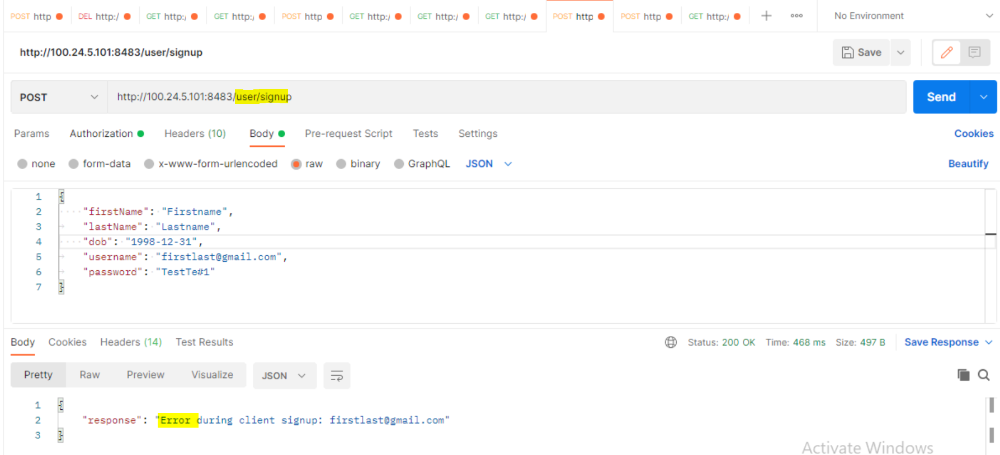 POST http DEL http:/ GET http:/ GET http:/ POST http GET http:/ GET http:/ GET http:/ POST http POST http GET http:/ No Environment
http://100.24.5.101:8483/user/signup Save
POST http://100.24.5.101:8483/user/signup Send
Params Authorization Headers (10) Body Pre-request Script Tests Settings Cookies
none form-data x-www-form-urlencoded raw binary GraphQL JSON Beautify
1 {
2 "firstName": "Firstname",
3 "lastName": "Lastname",
4 "dob": "1998-12-31",
5 "username": "firstlast@gmail.com",
6 "password": "TestTe#1"
7 }
Body Cookies Headers (14) Test Results Status: 200 OK Time: 468 ms Size: 497 B Save Response
Pretty Raw Preview Visualize JSON
1 {
2 "response": "Error during client signup: firstlast@gmail.com"
3 }
Activate Windows